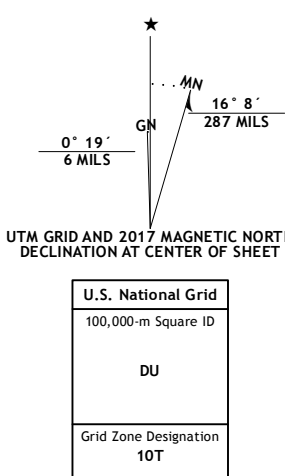 ★
MN
16° 8´
287 MILS
GN
0° 19´
6 MILS
UTM GRID AND 2017 MAGNETIC NORT
DECLINATION AT CENTER OF SHEET
U.S. National Grid
100,000-m Square ID
DU
Grid Zone Designation
10T